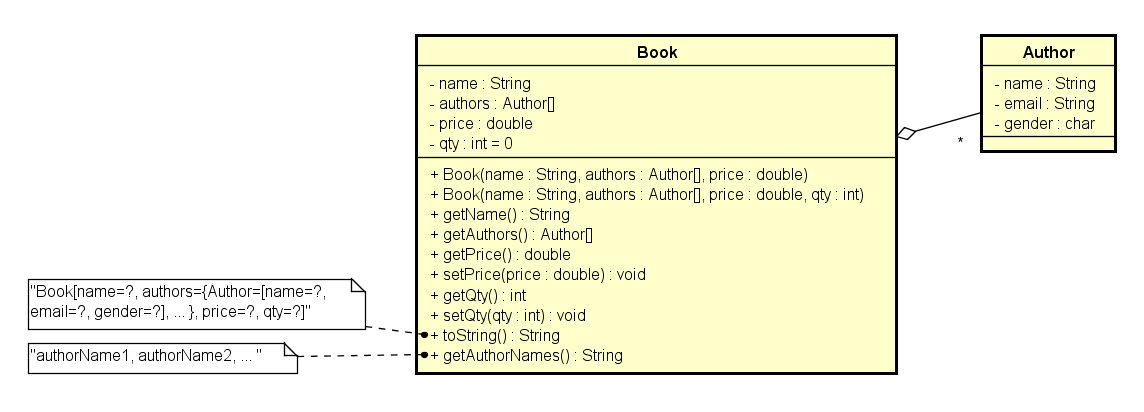 Book
- name : String
- authors : Author[]
- price : double
- qty : int = 0
+ Book(name : String, authors : Author[], price : double)
+ Book(name : String, authors : Author[], price : double, qty : int)
+ getName() : String
+ getAuthors() : Author[]
+ getPrice() : double
+ setPrice(price : double) : void
+ getQty() : int
+ setQty(qty : int) : void
+ toString() : String
+ getAuthorNames() : String
Author
- name : String
- email : String
- gender : char
*
"Book[name=?, authors={Author=[name=?,
email=?, gender=?], ... }, price=?, qty=?]"
"authorName1, authorName2, ... "